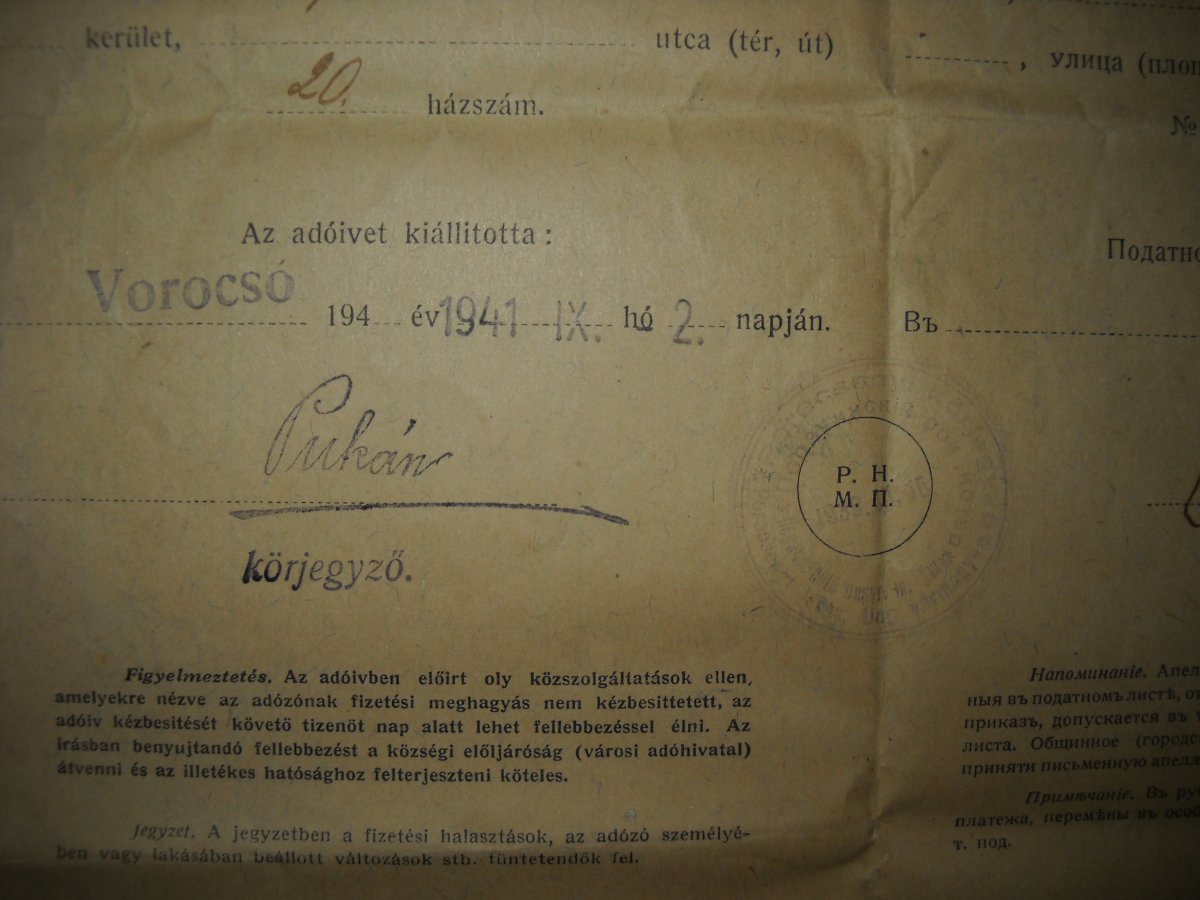 kerület, utca (tér, út)
20. házszám.
Az adóivet kiállitotta:
Vorocsó
194 év 1941 IX. hó 2. napján.
Pukán
körjegyző.
Figyelmeztetés. Az adóivben előirt oly közszolgáltatások ellen,
amelyekre nézve az adózónak fizetési meghagyás nem kézbesittetett, az
adóiv kézbesitését követő tizenöt nap alatt lehet fellebbezéssel élni. Az
irásban benyujtandó fellebbezést a községi előljáróság (városi adóhivatal)
átvenni és az illetékes hatósághoz felterjeszteni köteles.
Jegyzet. A jegyzetben a fizetési halasztások, az adózó személyé-
ben vagy lakásában beállott változások stb. tüntetendők fel.
P. H.
М. П.
, улица (площ
№
Податно
Въ
Напоминаніе. Апел
ныя въ податномъ листѣ, от
приказъ, допускается въ т
листа. Общинное (городс
приняти письменную апелл
Примѣчаніе. Въ ру
платежа, перемѣны въ осо
т. под.